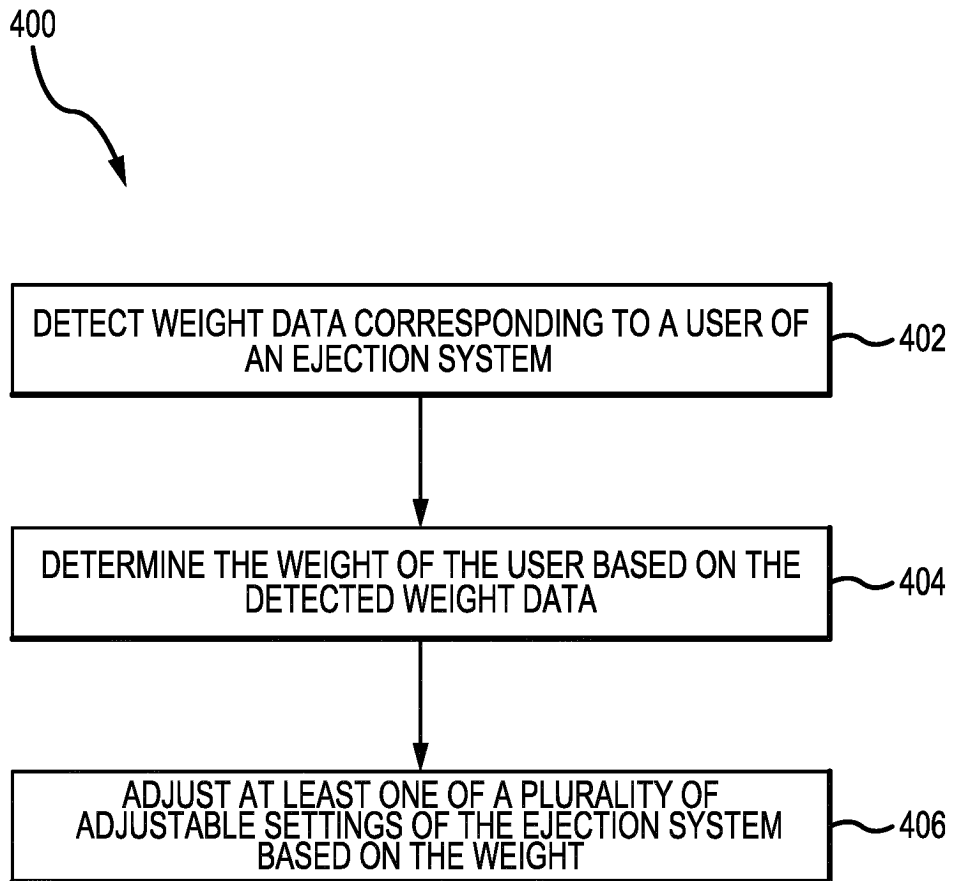 400
DETECT WEIGHT DATA CORRESPONDING TO A USER OF
AN EJECTION SYSTEM
402
DETERMINE THE WEIGHT OF THE USER BASED ON THE
DETECTED WEIGHT DATA
404
ADJUST AT LEAST ONE OF A PLURALITY OF
ADJUSTABLE SETTINGS OF THE EJECTION SYSTEM
BASED ON THE WEIGHT
406